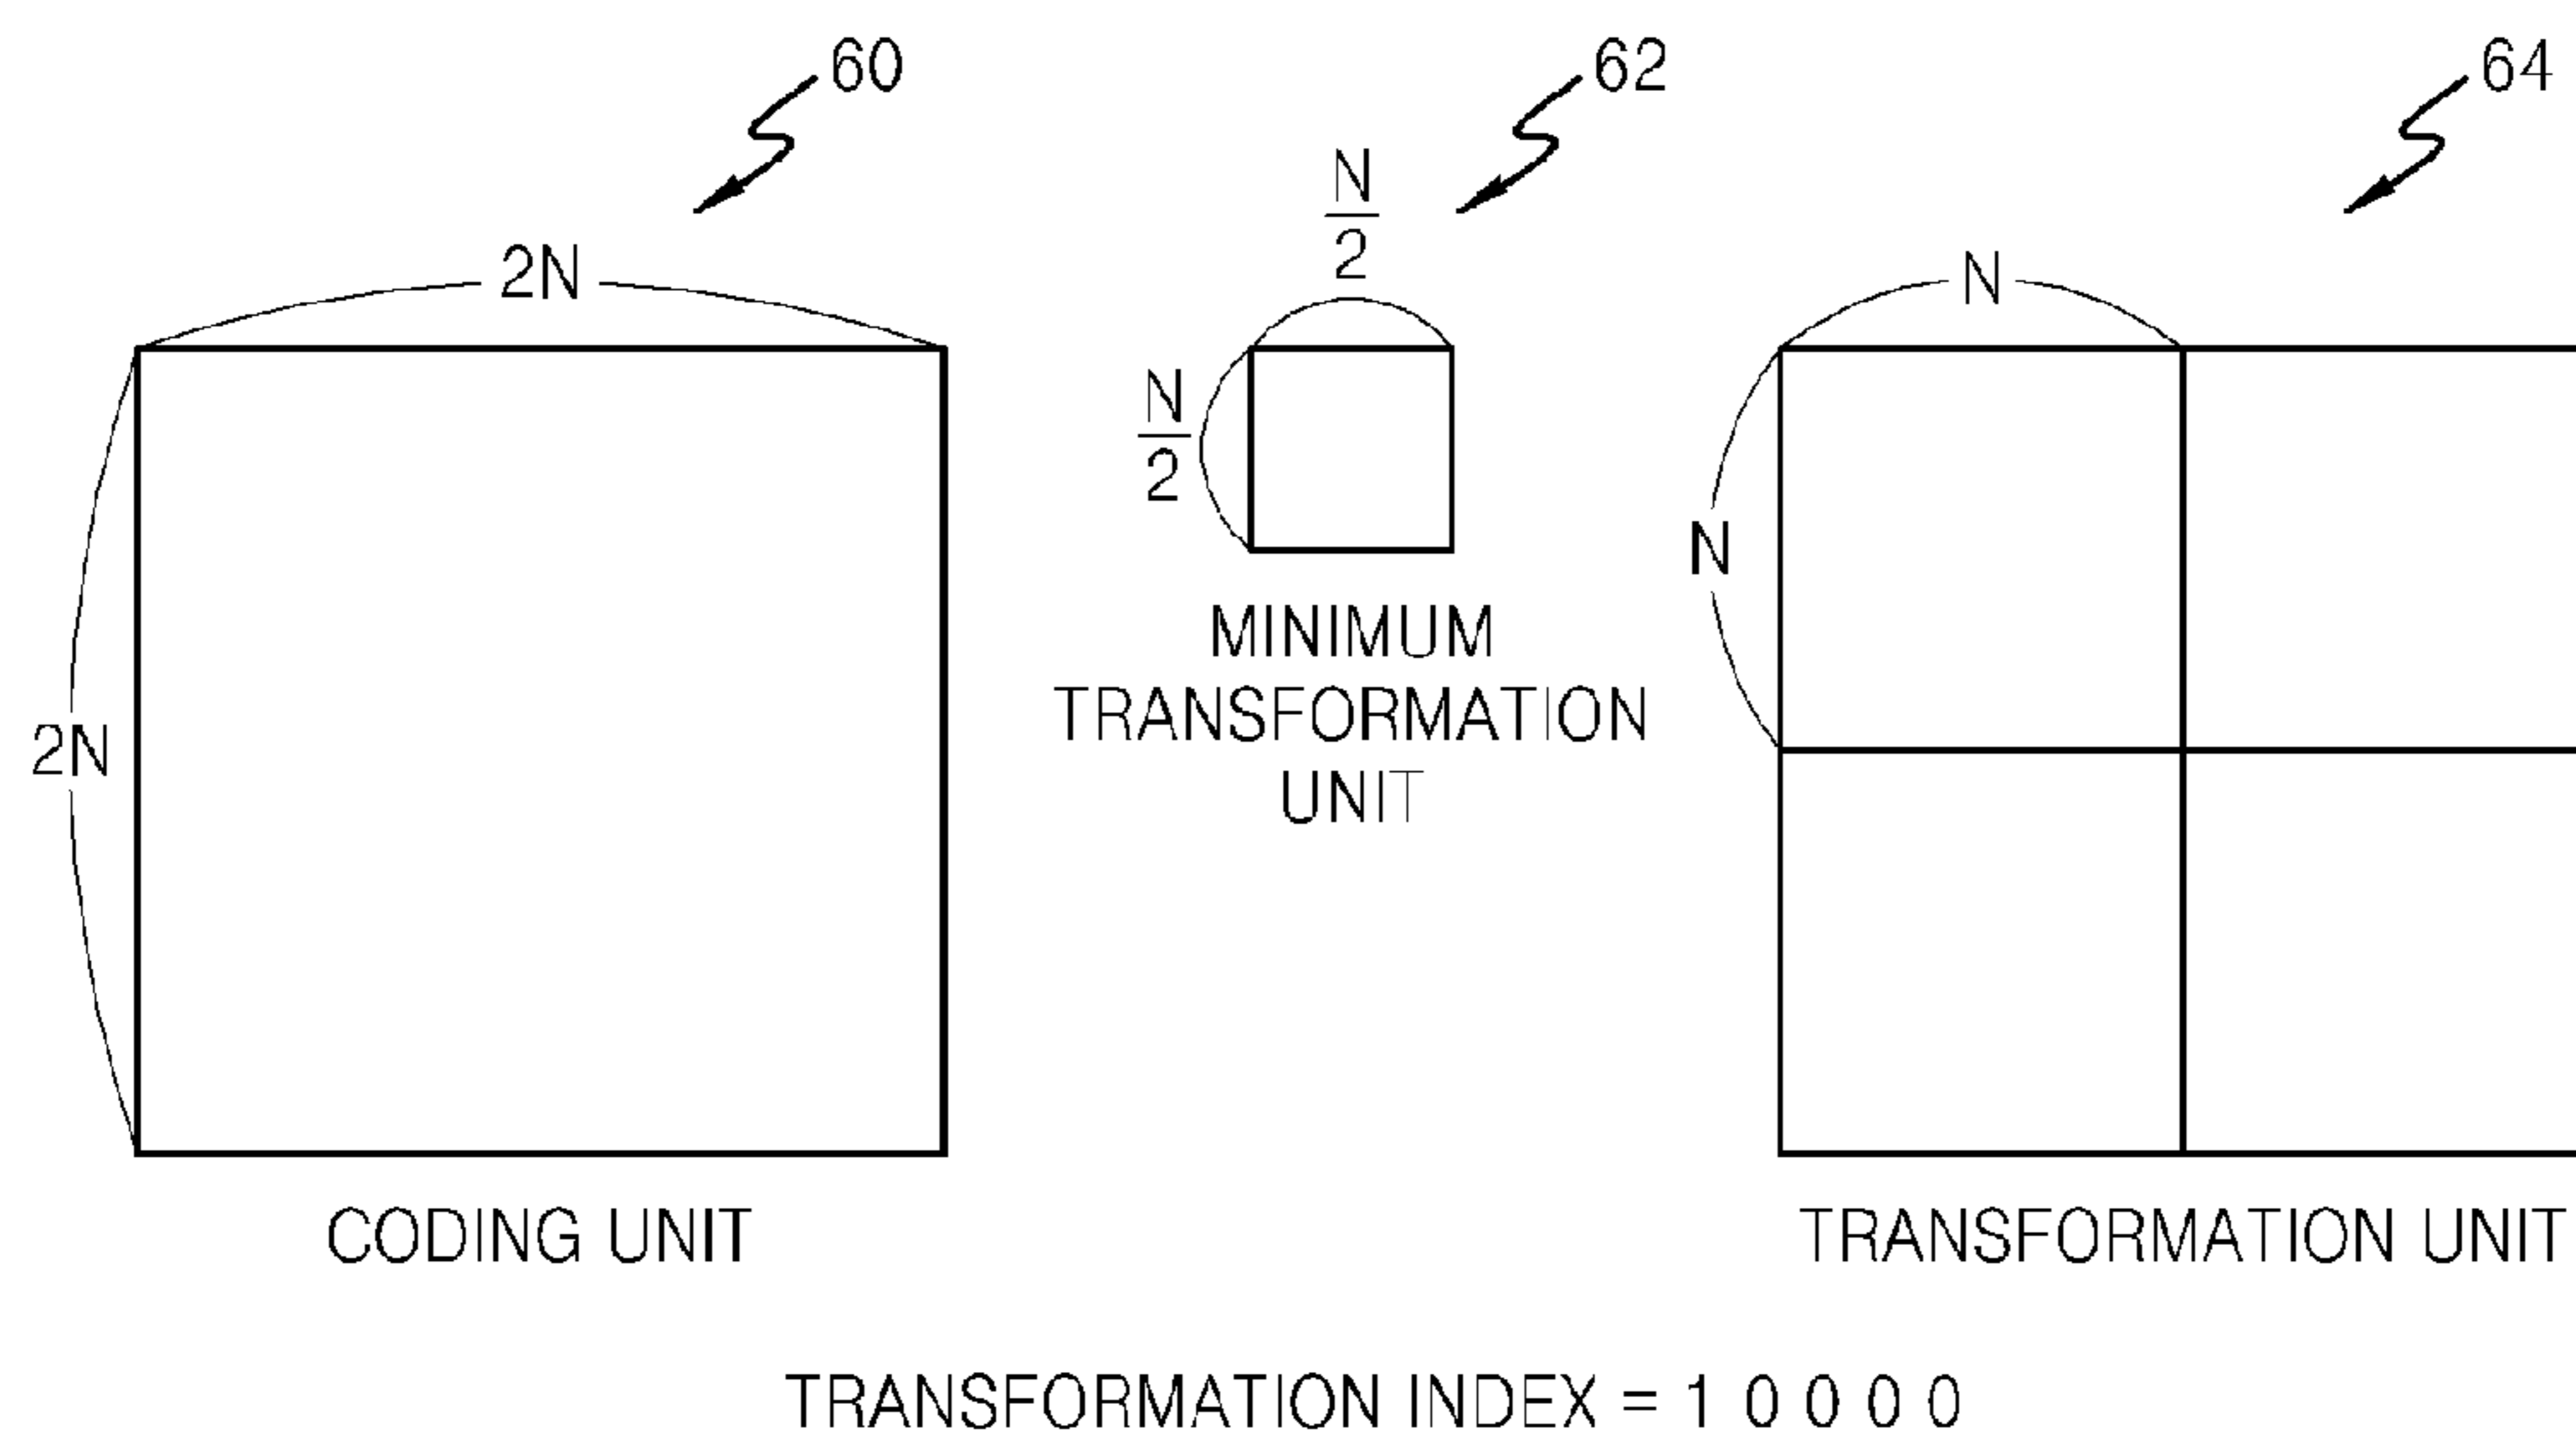 60
62
64
2N
2N
N
2
N
2
MINIMUM
TRANSFORMATION
UNIT
N
N
CODING UNIT
TRANSFORMATION UNIT
TRANSFORMATION INDEX = 1 0 0 0 0